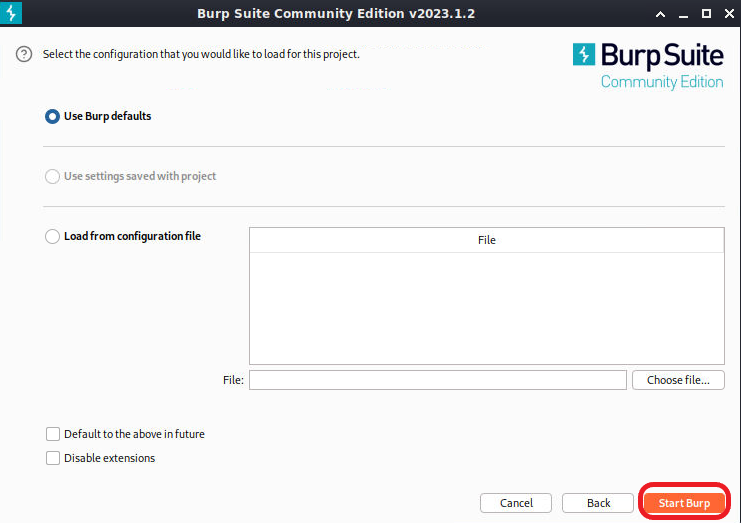 Burp Suite Community Edition v2023.1.2
Select the configuration that you would like to load for this project.
Burp Suite
Community Edition
Use Burp defaults
Use settings saved with project
Load from configuration file
File
File:
Choose file...
Default to the above in future
Disable extensions
Cancel
Back
Start Burp